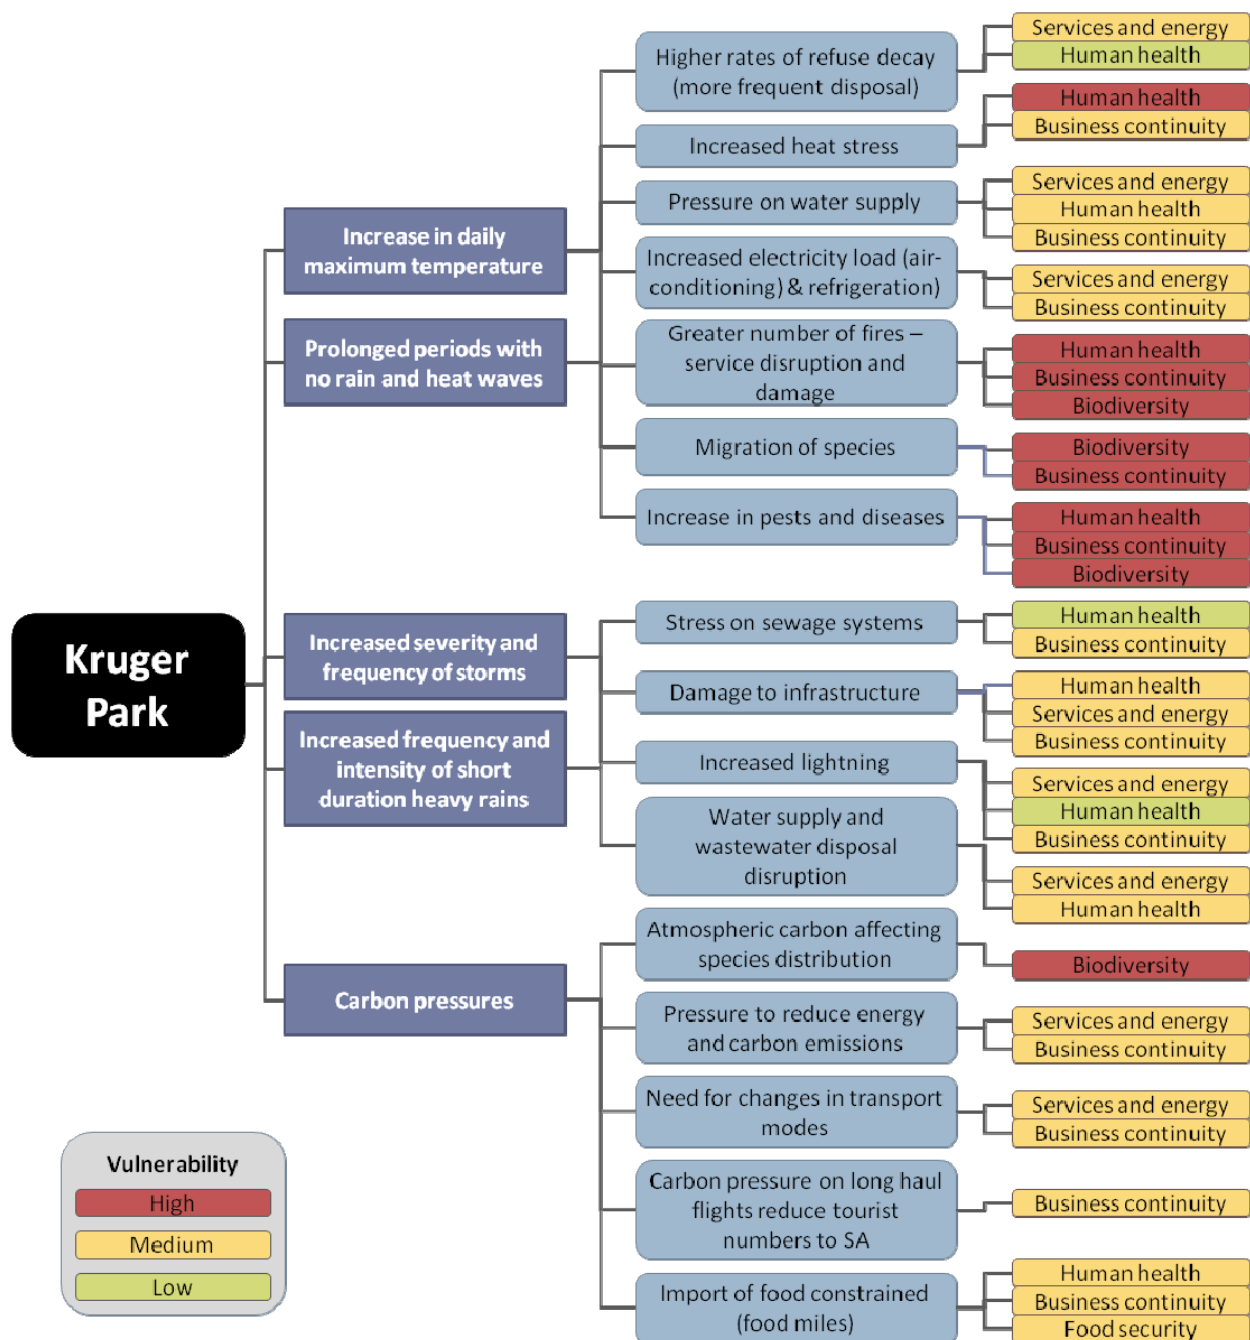 Kruger
Park
Increase in daily
maximum temperature
Prolonged periods with
no rain and heat waves
Higher rates of refuse decay
(more frequent disposal)
Services and energy
Human health
Increased heat stress
Human health
Business continuity
Pressure on water supply
Services and energy
Human health
Business continuity
Increased electricity load (air-
conditioning) & refrigeration)
Services and energy
Business continuity
Greater number of fires –
service disruption and
damage
Human health
Business continuity
Biodiversity
Migration of species
Biodiversity
Business continuity
Increase in pests and diseases
Human health
Business continuity
Biodiversity
Increased severity and
frequency of storms
Increased frequency and
intensity of short
duration heavy rains
Stress on sewage systems
Human health
Business continuity
Damage to infrastructure
Human health
Services and energy
Business continuity
Increased lightning
Services and energy
Human health
Business continuity
Water supply and
wastewater disposal
disruption
Services and energy
Human health
Carbon pressures
Atmospheric carbon affecting
species distribution
Biodiversity
Pressure to reduce energy
and carbon emissions
Services and energy
Business continuity
Need for changes in transport
modes
Services and energy
Business continuity
Carbon pressure on long haul
flights reduce tourist
numbers to SA
Business continuity
Import of food constrained
(food miles)
Human health
Business continuity
Food security
Vulnerability
High
Medium
Low